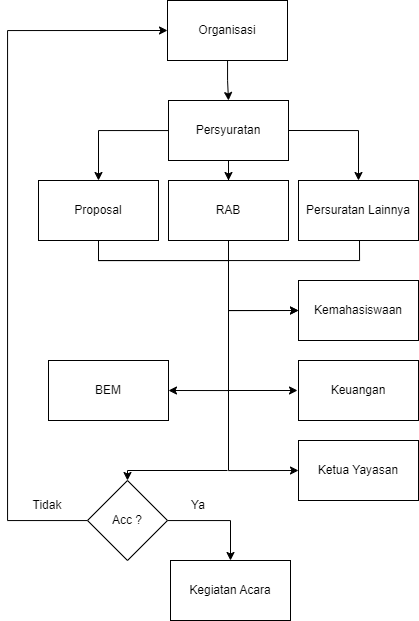 Organisasi
Persyuratan
Proposal
RAB
Persuratan Lainnya
Kemahasiswaan
BEM
Keuangan
Ketua Yayasan
Tidak
Acc ?
Ya
Kegiatan Acara